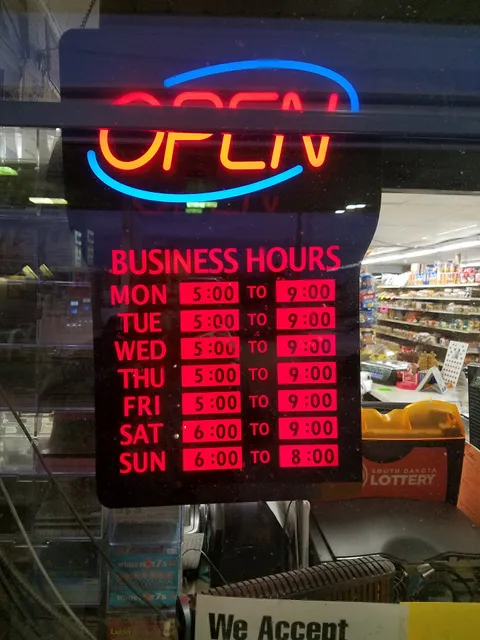 OPEN
BUSINESS HOURS
MON 5:00 TO 9:00
TUE 5:00 TO 9:00
WED 5:00 TO 9:00
THU 5:00 TO 9:00
FRI 5:00 TO 9:00
SAT 6:00 TO 9:00
SUN 6:00 TO 8:00
SOUTH DAKOTA
LOTTERY
We Accept